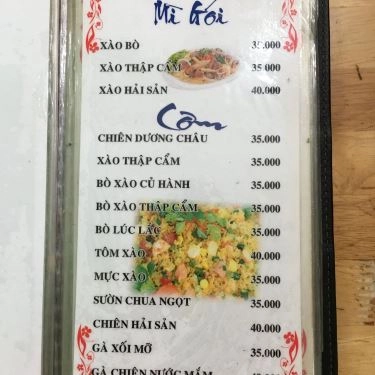 Mì Gói
XÀO BÒ 35.000
XÀO THẬP CẨM 35.000
XÀO HẢI SẢN 40.000
Cơm
CHIÊN DƯƠNG CHÂU 35.000
XÀO THẬP CẨM 35.000
BÒ XÀO CỦ HÀNH 35.000
BÒ XÀO THẬP CẨM 35.000
BÒ LÚC LẮC 35.000
TÔM XÀO 40.000
MỰC XÀO 35.000
SƯỜN CHUA NGỌT 35.000
CHIÊN HẢI SẢN 40.000
GÀ XỐI MỠ 35.000
GÀ CHIÊN NƯỚC MẮM 40.000